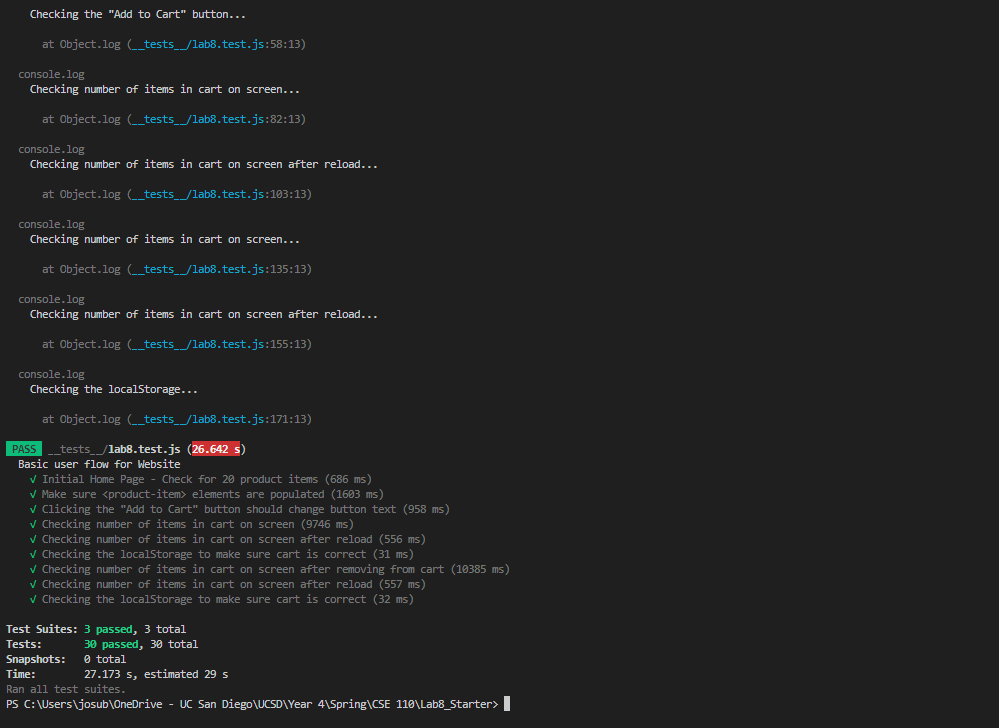 Checking the "Add to Cart" button...
at Object.log (__tests__/lab8.test.js:58:13)
console.log
Checking number of items in cart on screen...
at Object.log (__tests__/lab8.test.js:82:13)
console.log
Checking number of items in cart on screen after reload...
at Object.log (__tests__/lab8.test.js:103:13)
console.log
Checking number of items in cart on screen...
at Object.log (__tests__/lab8.test.js:135:13)
console.log
Checking number of items in cart on screen after reload...
at Object.log (__tests__/lab8.test.js:155:13)
console.log
Checking the localStorage...
at Object.log (__tests__/lab8.test.js:171:13)
PASS __tests__/lab8.test.js (26.642 s)
Basic user flow for Website
√ Initial Home Page - Check for 20 product items (686 ms)
√ Make sure <product-item> elements are populated (1603 ms)
√ Clicking the "Add to Cart" button should change button text (958 ms)
√ Checking number of items in cart on screen (9746 ms)
√ Checking number of items in cart on screen after reload (556 ms)
√ Checking the localStorage to make sure cart is correct (31 ms)
√ Checking number of items in cart on screen after removing from cart (10385 ms)
√ Checking number of items in cart on screen after reload (557 ms)
√ Checking the localStorage to make sure cart is correct (32 ms)
Test Suites: 3 passed, 3 total
Tests: 30 passed, 30 total
Snapshots: 0 total
Time: 27.173 s, estimated 29 s
Ran all test suites.
PS C:\Users\josub\OneDrive - UC San Diego\UCSD\Year 4\Spring\CSE 110\Lab8_Starter>